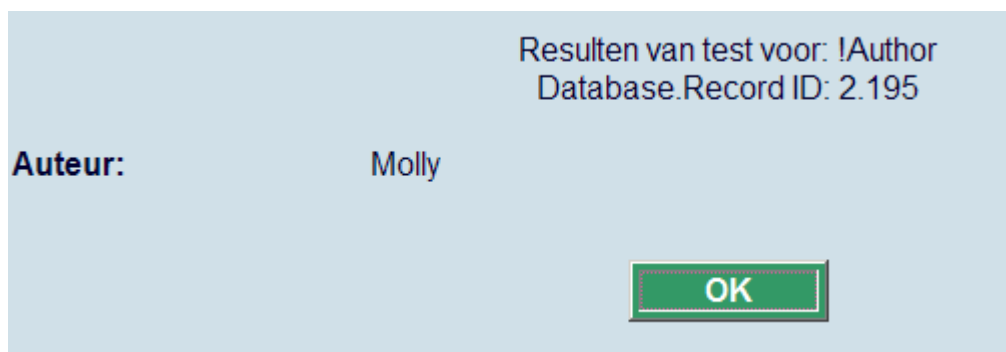 Resulten van test voor: !Author
Database.Record ID: 2.195
Auteur: Molly
OK